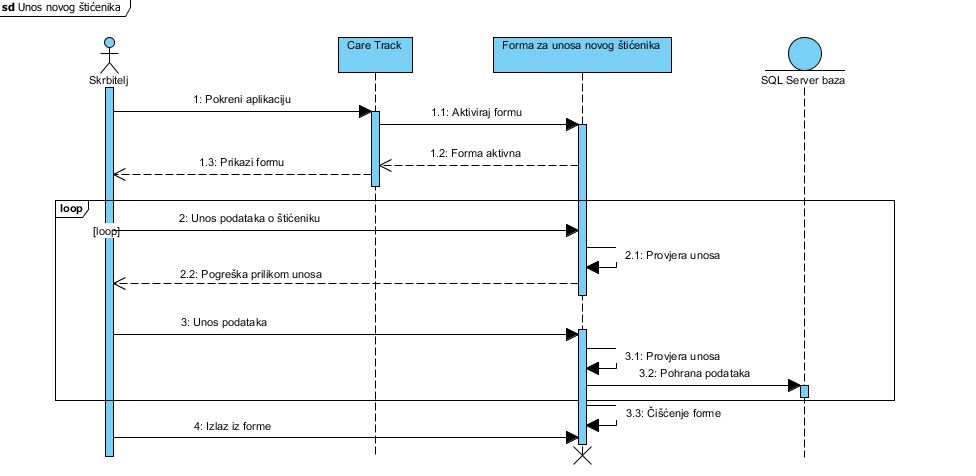 sd Unos novog štićenika
Care Track
Forma za unosa novog štićenika
Skrbitelj
SQL Server baza
1: Pokreni aplikaciju
1.1: Aktiviraj formu
1.2: Forma aktivna
1.3: Prikazi formu
loop
2: Unos podataka o štićeniku
[loop]
2.1: Provjera unosa
2.2: Pogreška prilikom unosa
3: Unos podataka
3.1: Provjera unosa
3.2: Pohrana podataka
3.3: Čišćenje forme
4: Izlaz iz forme